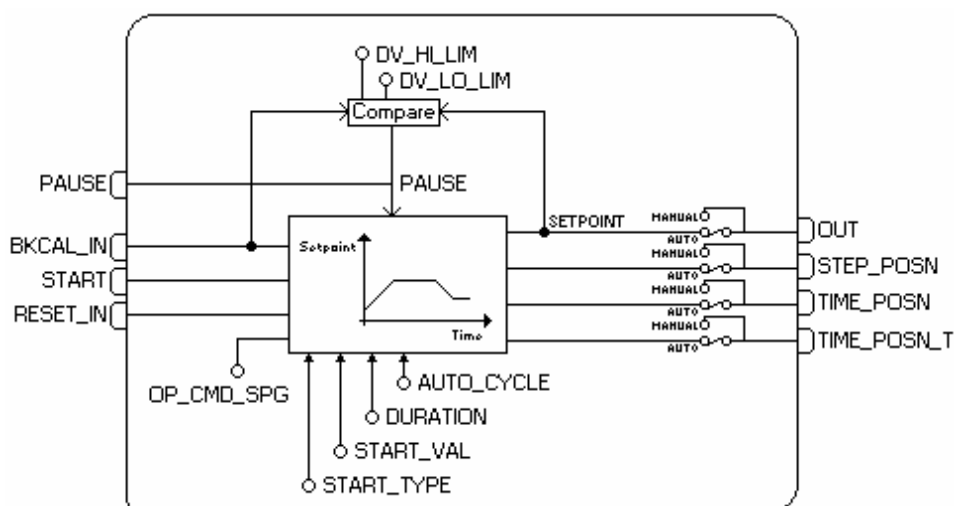 DV_HI_LIM
DV_LO_LIM
Compare
PAUSE
PAUSE
SETPOINT
MANUAL
OUT
BKCAL_IN
Setpoint
AUTO
MANUAL
STEP_POSN
START
AUTO
MANUAL
TIME_POSN
RESET_IN
AUTO
MANUAL
Time
TIME_POSN_T
AUTO
OP_CMD_SPG
AUTO_CYCLE
DURATION
START_VAL
START_TYPE